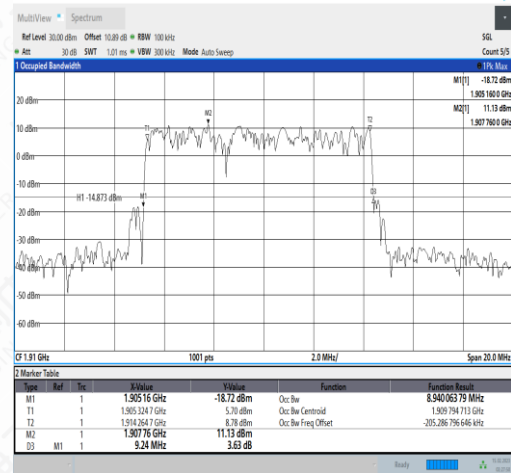 MultiView Spectrum
Ref Level 30.00 dBm Offset 10.89 dB RBW 100 kHz SGL
Att 30 dB SWT 1.01 ms VBW 300 kHz Mode Auto Sweep Count 5/5
1 Occupied Bandwidth 1Pk Max
M1[1] -18.72 dBm
1.905 160 0 GHz
M2[1] 11.13 dBm
1.907 760 0 GHz
20 dBm
M2
T2
10 dBm
0 dBm
-10 dBm
D3
H1 -14.873 dBm M1
-20 dBm
-30 dBm
-40 dBm
-50 dBm
-60 dBm
CF 1.91 GHz 1001 pts 2.0 MHz/ Span 20.0 MHz
2 Marker Table
Type Ref Trc X-Value Y-Value Function Function Result
M1 1 1.905 16 GHz -18.72 dBm Occ Bw 8.940 063 79 MHz
T1 1 1.905 324 7 GHz 5.70 dBm Occ Bw Centroid 1.909 794 713 GHz
T2 1 1.914 264 7 GHz 8.78 dBm Occ Bw Freq Offset -205.286 796 646 kHz
M2 1 1.907 76 GHz 11.13 dBm
D3 M1 1 9.24 MHz 3.63 dB
Ready